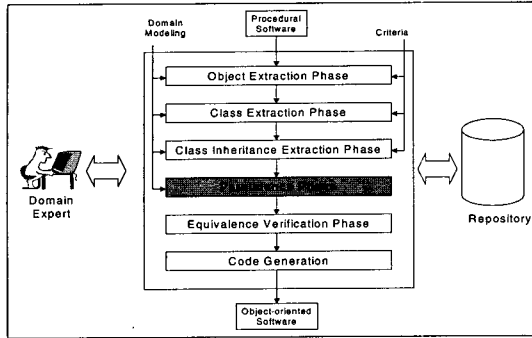 Domain
Modeling
Procedural
Software
Criteria
Object Extraction Phase
Class Extraction Phase
Class Inheritance Extraction Phase
Equivalence Verification Phase
Code Generation
Object-oriented
Software
Domain
Expert
Repository